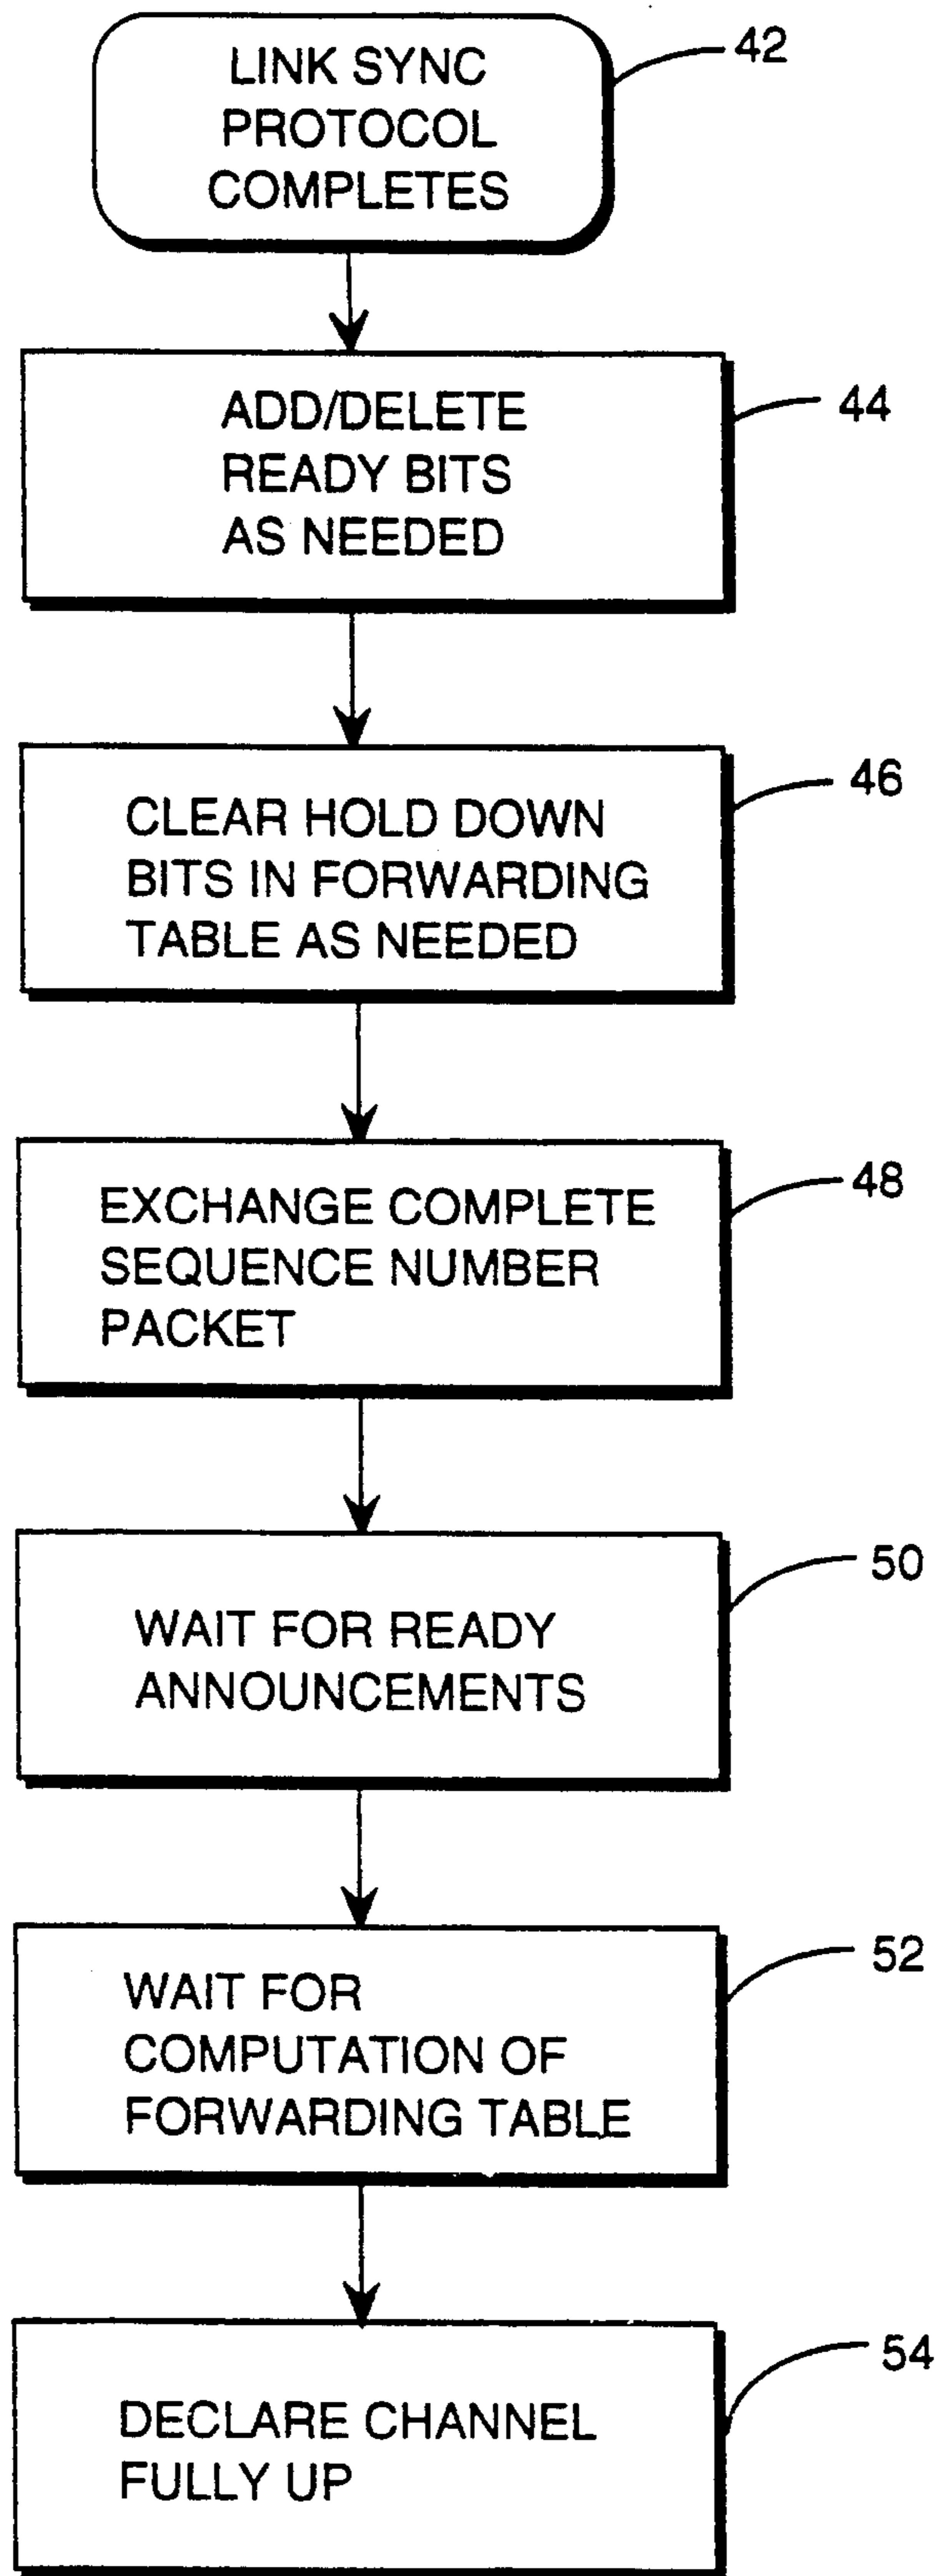 LINK SYNC
PROTOCOL
COMPLETES
42
ADD/DELETE
READY BITS
AS NEEDED
44
CLEAR HOLD DOWN
BITS IN FORWARDING
TABLE AS NEEDED
46
EXCHANGE COMPLETE
SEQUENCE NUMBER
PACKET
48
WAIT FOR READY
ANNOUNCEMENTS
50
WAIT FOR
COMPUTATION OF
FORWARDING TABLE
52
DECLARE CHANNEL
FULLY UP
54